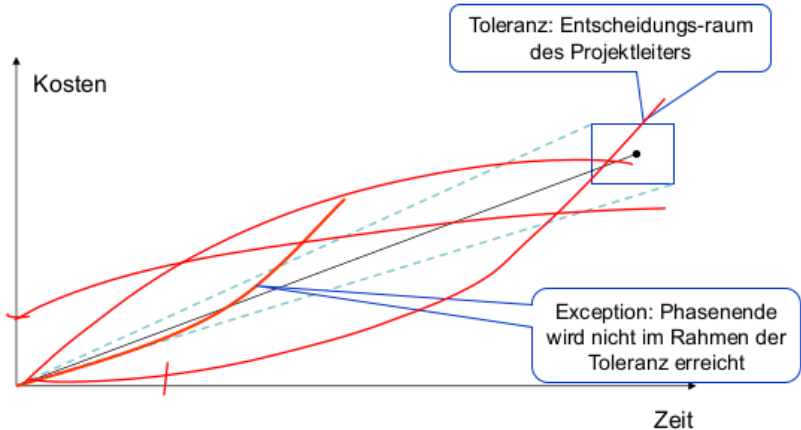 Toleranz: Entscheidungs-raum
des Projektleiters
Kosten
Exception: Phasenende
wird nicht im Rahmen der
Toleranz erreicht
Zeit